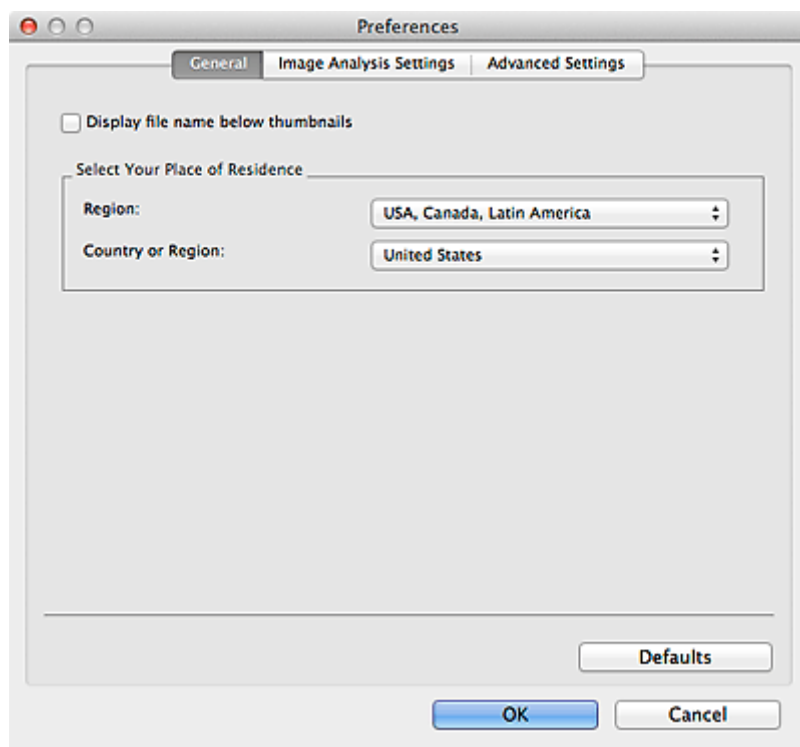 Preferences
General Image Analysis Settings Advanced Settings
Display file name below thumbnails
Select Your Place of Residence
Region: USA, Canada, Latin America
Country or Region: United States
Defaults
OK Cancel